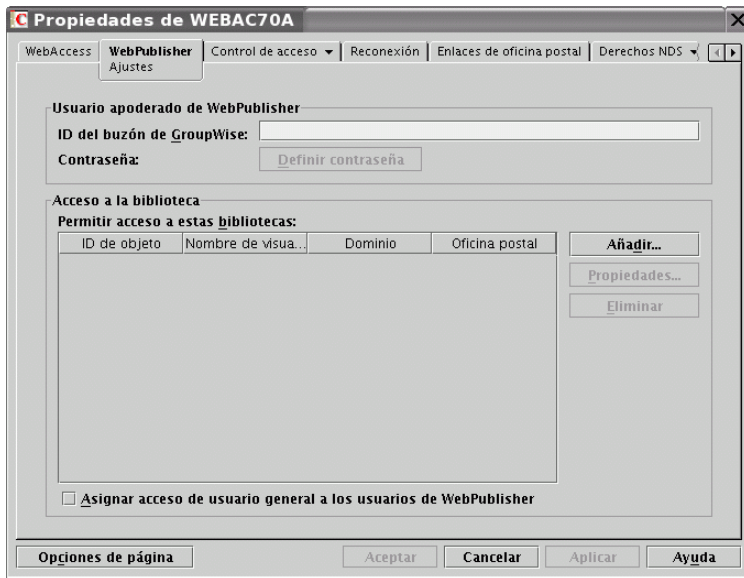 Propiedades de WEBAC70A
WebAccess WebPublisher Control de acceso Reconexión Enlaces de oficina postal Derechos NDS
Ajustes
Usuario apoderado de WebPublisher
ID del buzón de GroupWise:
Contraseña: Definir contraseña
Acceso a la biblioteca
Permitir acceso a estas bibliotecas:
ID de objeto Nombre de visua... Dominio Oficina postal Añadir...
Propiedades...
Eliminar
Asignar acceso de usuario general a los usuarios de WebPublisher
Opciones de página Aceptar Cancelar Aplicar Ayuda